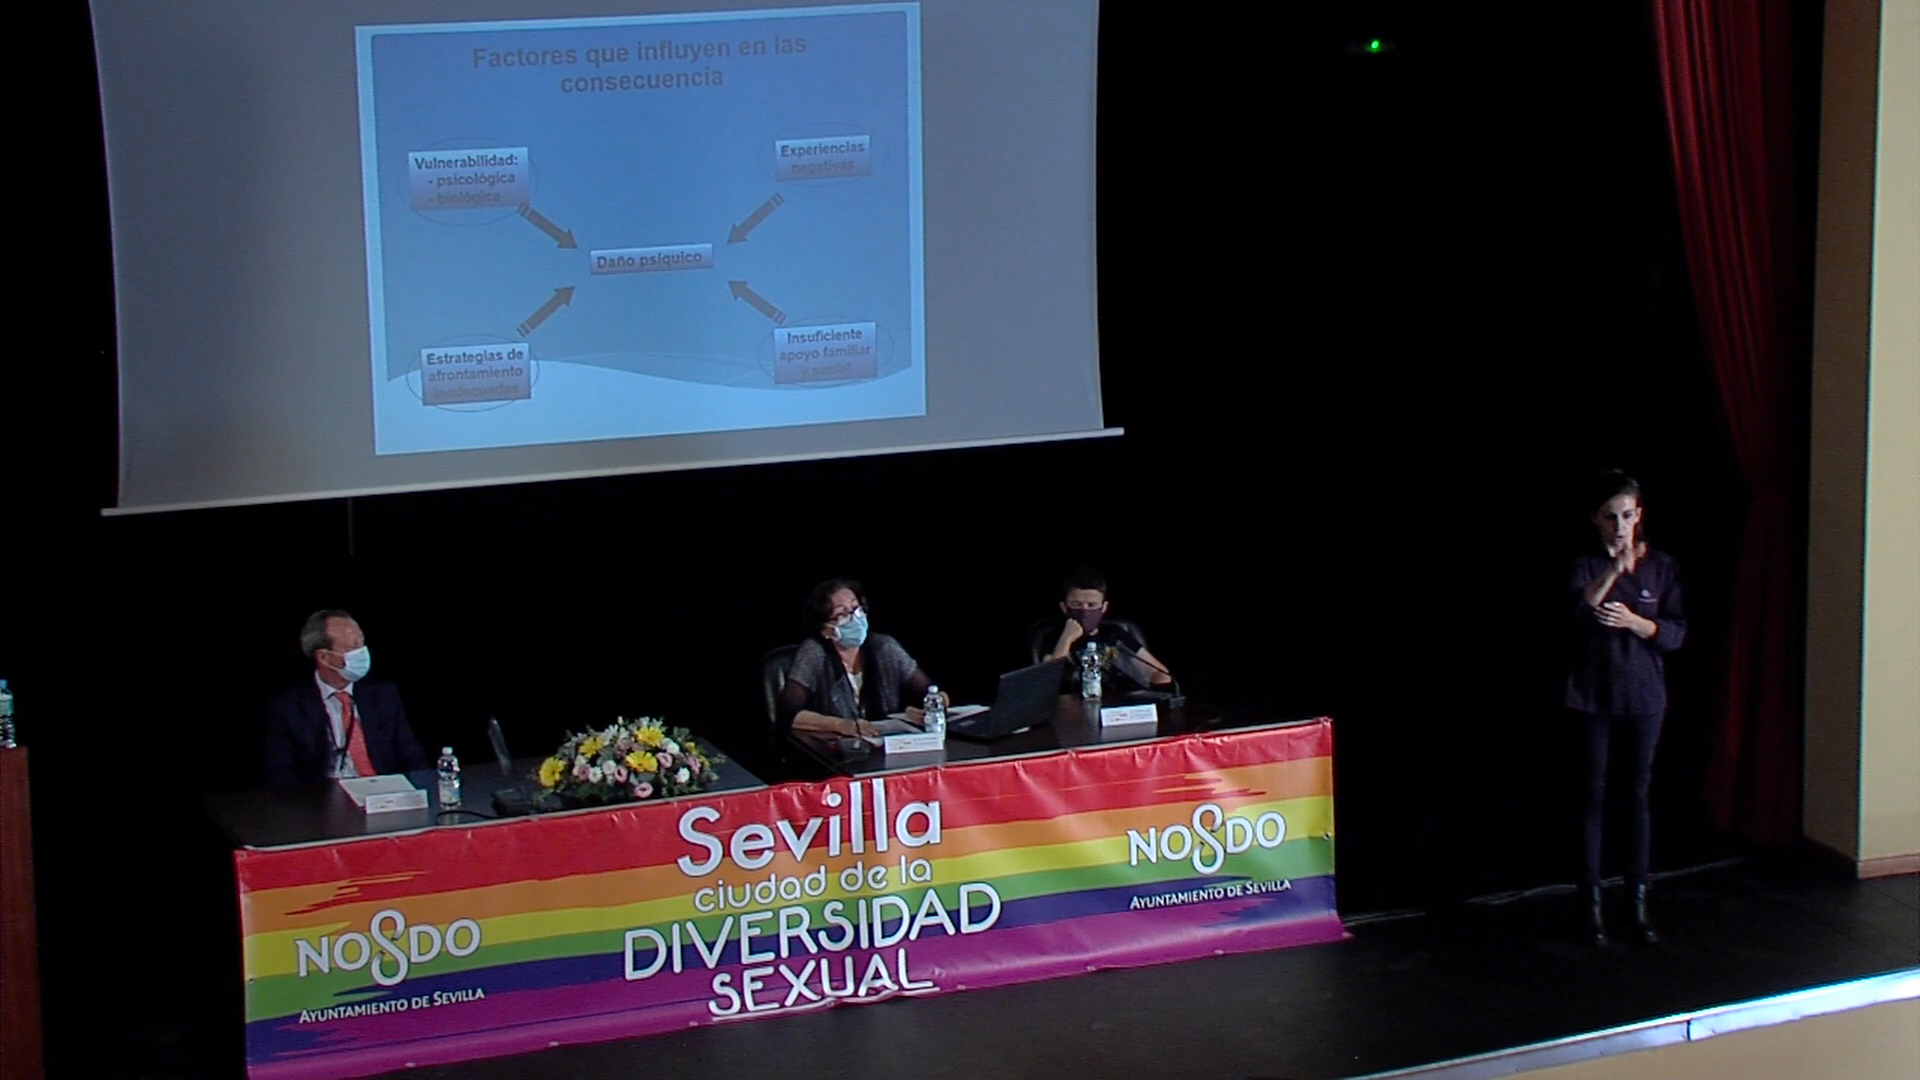 Factores que influyen en las
consecuencia
Vulnerabilidad:
- psicológica
- biológica
Experiencias
negativas
Daño psíquico
Estrategias de
afrontamiento
inadecuadas
Insuficiente
apoyo familiar
y social
Sevilla
ciudad de la
DIVERSIDAD
SEXUAL
NO8DO
AYUNTAMIENTO DE SEVILLA
NO8DO
AYUNTAMIENTO DE SEVILLA